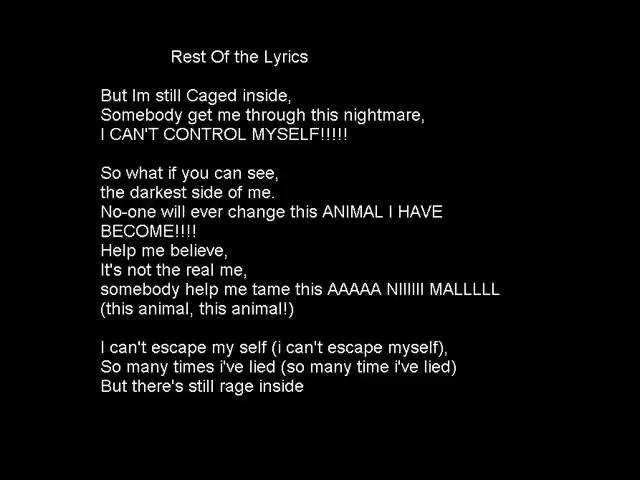 Rest Of the Lyrics
But Im still Caged inside,
Somebody get me through this nightmare,
I CAN'T CONTROL MYSELF!!!!!
So what if you can see,
the darkest side of me.
No-one will ever change this ANIMAL I HAVE
BECOME!!!!
Help me believe,
It's not the real me,
somebody help me tame this AAAAA NIIIIII MALLLLL
(this animal, this animal!)
I can't escape my self (i can't escape myself),
So many times i've lied (so many time i've lied)
But there's still rage inside